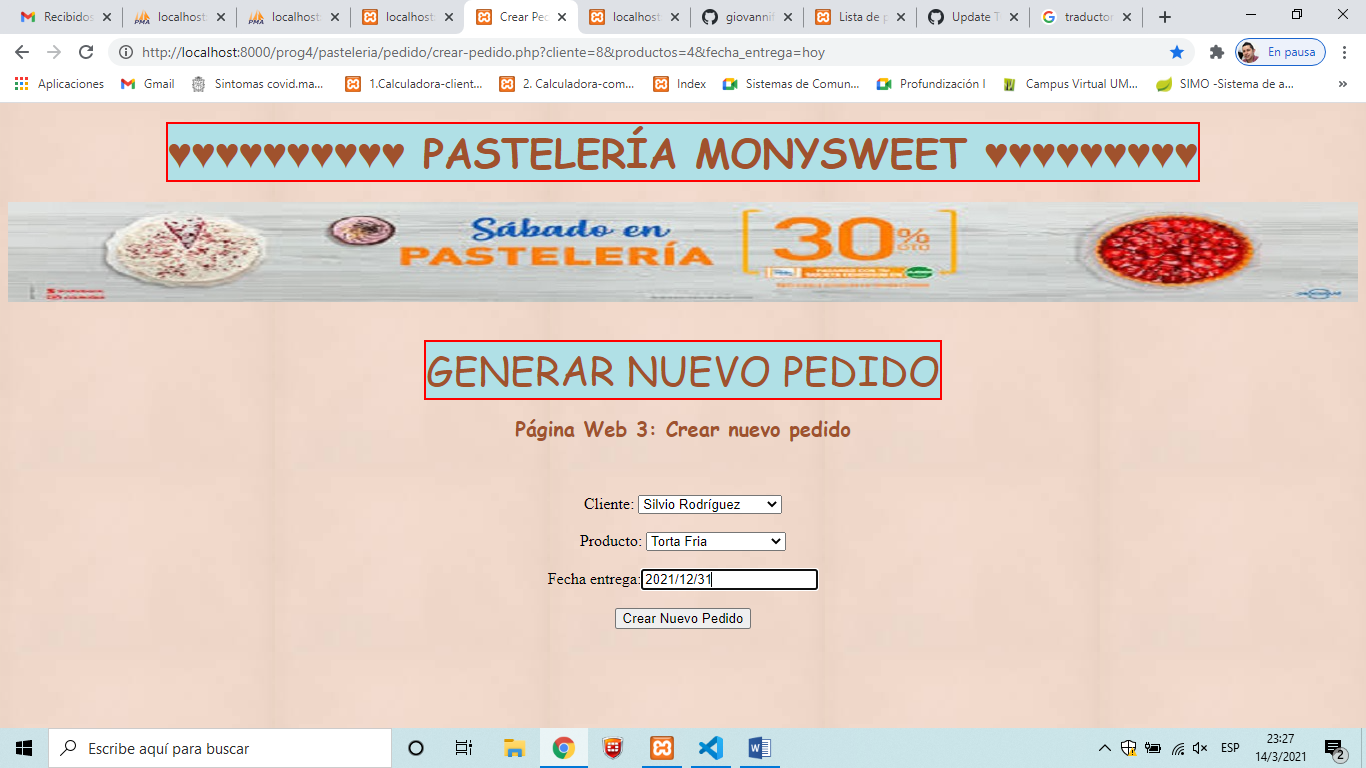 Recibidos
localhost
localhost
localhost
Crear Ped
localhost
giovannif
Lista de p
Update T
traductor
http://localhost:8000/prog4/pasteleria/pedido/crear-pedido.php?cliente=8&productos=4&fecha_entrega=hoy
En pausa
Aplicaciones
Gmail
Sintomas covid.ma...
1.Calculadora-client...
2. Calculadora-com...
Index
Sistemas de Comun...
Profundización I
Campus Virtual UM...
SIMO -Sistema de a...
»
♥♥♥♥♥♥♥♥♥♥ PASTELERÍA MONYSWEET ♥♥♥♥♥♥♥♥♥
Sábado en
PASTELERÍA
30% DTO
GENERAR NUEVO PEDIDO
Página Web 3: Crear nuevo pedido
Cliente: Silvio Rodríguez
Producto: Torta Fria
Fecha entrega: 2021/12/31
Crear Nuevo Pedido
Escribe aquí para buscar
ESP
23:27
14/3/2021
2